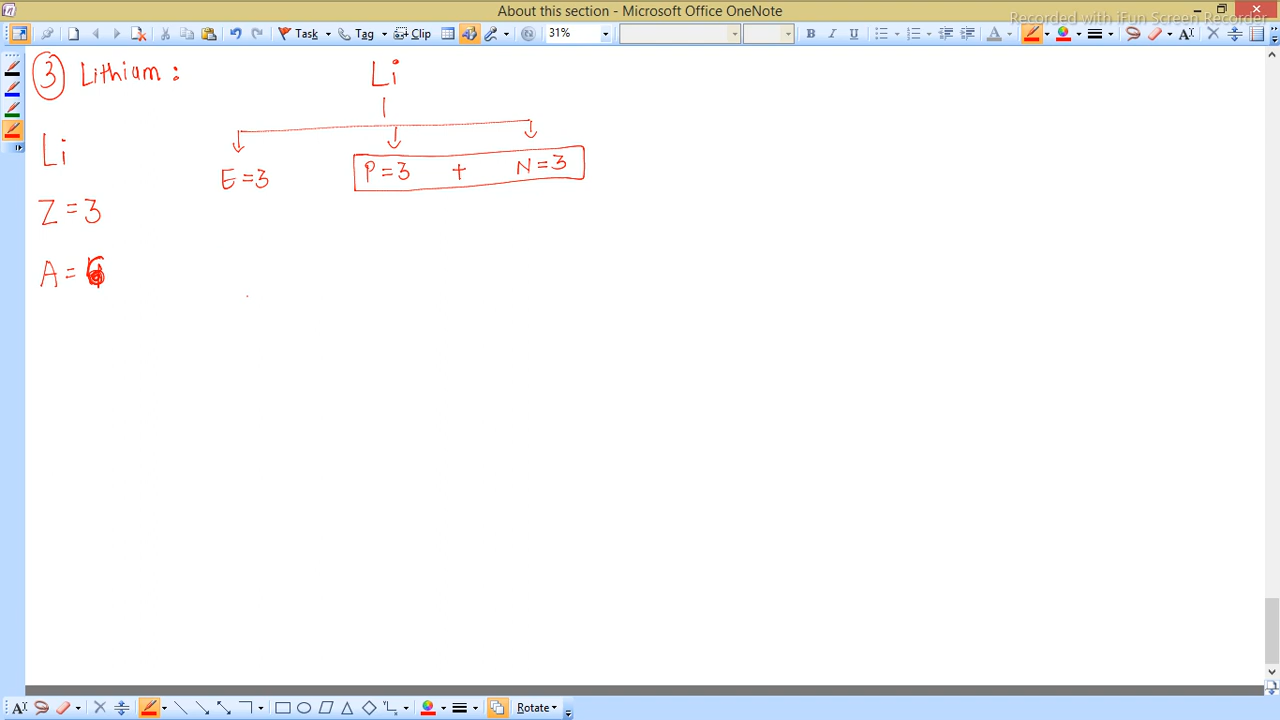 About this section - Microsoft Office OneNote
Recorded with iFun Screen Recorder
Task Tag Clip 31% B I U
③ Lithium :
Li
E = 3 P = 3 + N = 3
Li
Z = 3
A =
Rotate